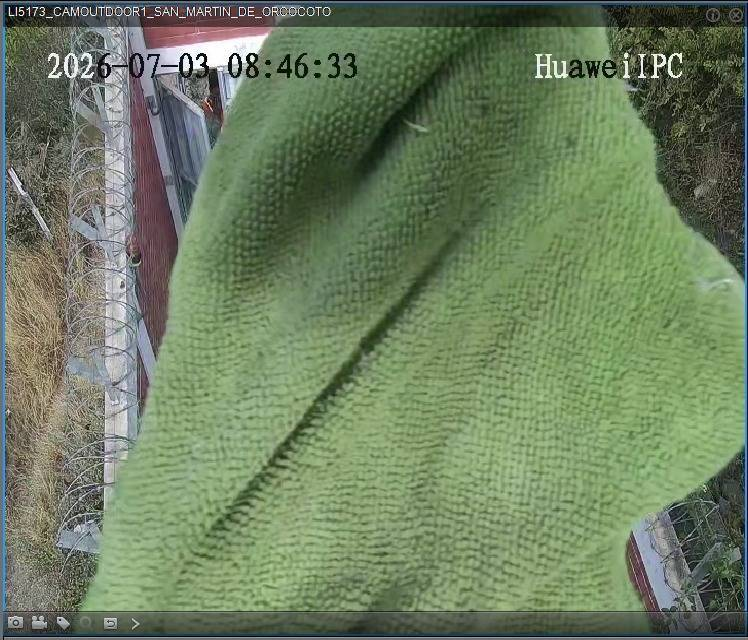 LI5173_CAMOUTDOOR1_SAN_MARTIN_DE_OROCOTO
2026-07-03 08:46:33
HuaweiIPC